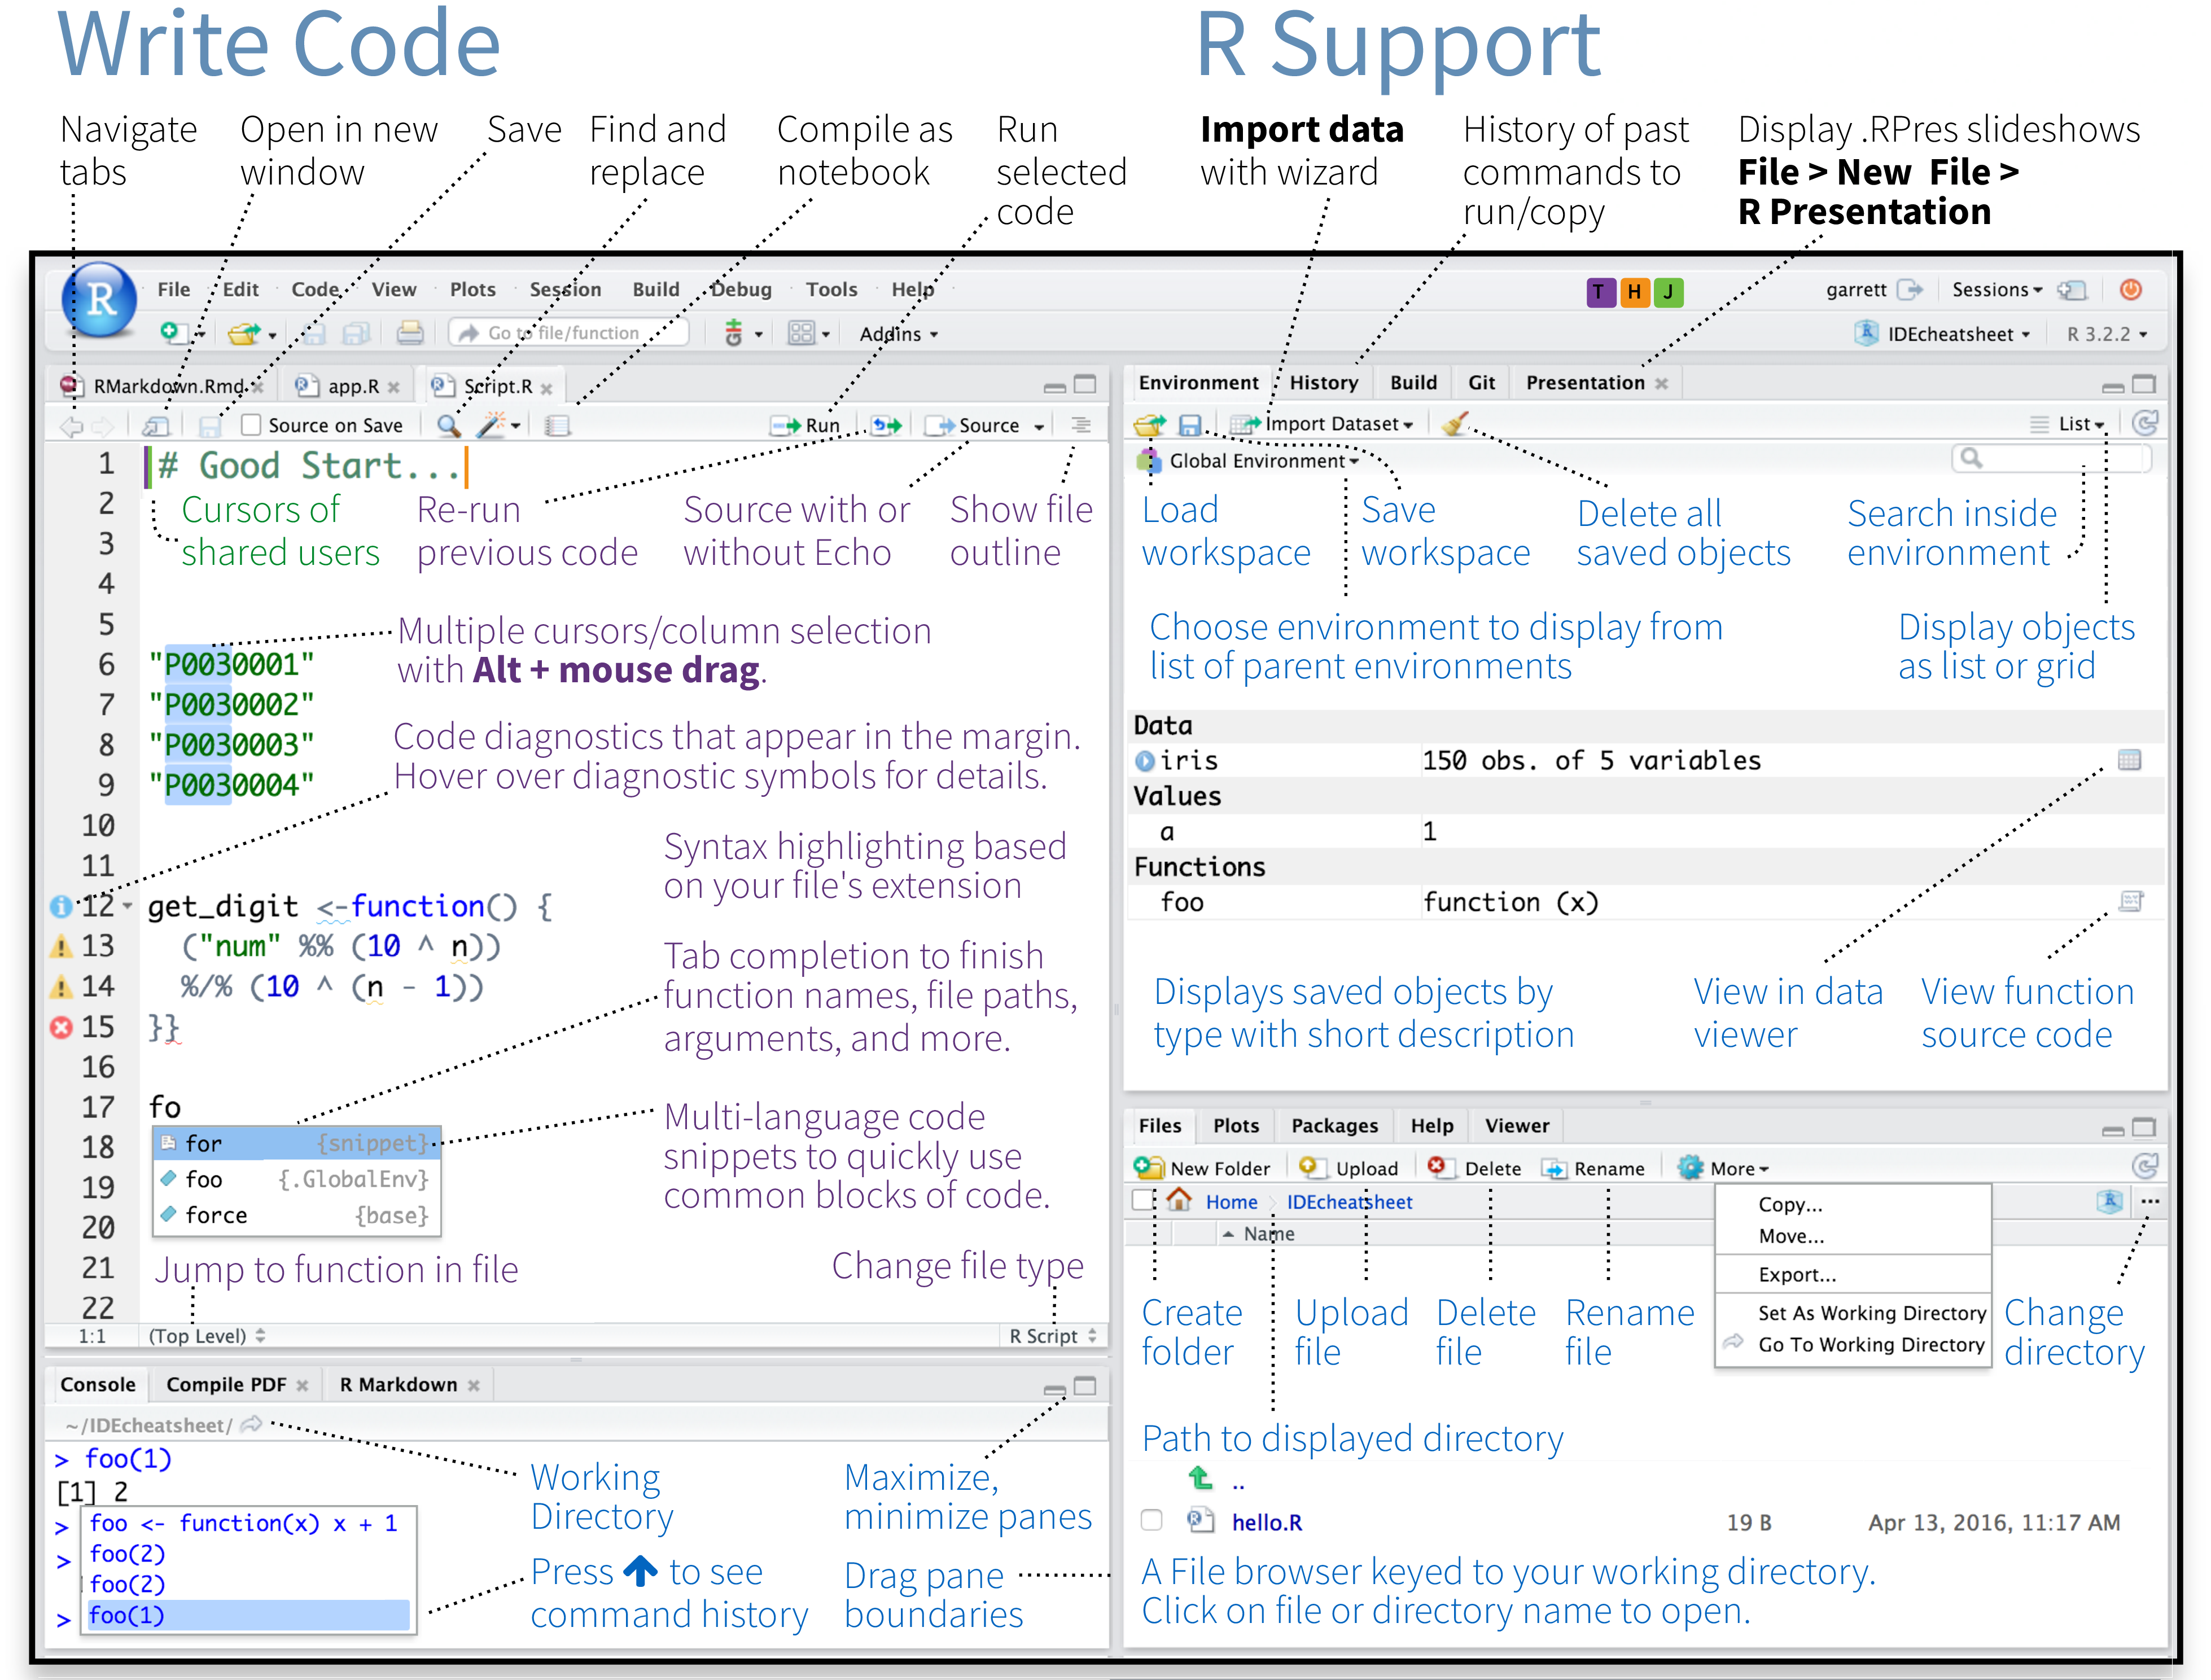 Write Code
R Support
Navigate
tabs
Open in new
window
Save
Find and
replace
Compile as
notebook
Run
selected
code
Import data
with wizard
History of past
commands to
run/copy
Display .RPres slideshows
File > New  File >
R Presentation
R
File
Edit
Code
View
Plots
Session
Build
Debug
Tools
Help
T
H
J
garrett
Sessions
Go to file/function
Addins
IDEcheatsheet
R 3.2.2
RMarkdown.Rmd
app.R
Script.R
Source on Save
Run
Source
1
# Good Start...
2
3
4
5
6
"P0030001"
7
"P0030002"
8
"P0030003"
9
"P0030004"
10
11
12
get_digit <-function() {
13
("num" %% (10 ^ n))
14
%/% (10 ^ (n - 1))
15
}}
16
17
fo
18
19
20
21
22
for {snippet}
foo {.GlobalEnv}
force {base}
Cursors of
shared users
Re-run
previous code
Source with or
without Echo
Show file
outline
Multiple cursors/column selection
with Alt + mouse drag.
Code diagnostics that appear in the margin.
Hover over diagnostic symbols for details.
Syntax highlighting based
on your file's extension
Tab completion to finish
function names, file paths,
arguments, and more.
Multi-language code
snippets to quickly use
common blocks of code.
Jump to function in file
Change file type
1:1
(Top Level)
R Script
Console
Compile PDF
R Markdown
~/IDEcheatsheet/
> foo(1)
[1] 2
>
>
>
foo <- function(x) x + 1
foo(2)
foo(2)
foo(1)
Working
Directory
Press to see
command history
Maximize,
minimize panes
Drag pane
boundaries
Environment
History
Build
Git
Presentation
Import Dataset
List
Global Environment
Load
workspace
Save
workspace
Delete all
saved objects
Search inside
environment
Choose environment to display from
list of parent environments
Display objects
as list or grid
Data
iris
150 obs. of 5 variables
Values
a
1
Functions
foo
function (x)
Displays saved objects by
type with short description
View in data
viewer
View function
source code
Files
Plots
Packages
Help
Viewer
New Folder
Upload
Delete
Rename
More
Home
IDEcheatsheet
...
Name
Copy...
Move...
Export...
Set As Working Directory
Go To Working Directory
Create
folder
Upload
file
Delete
file
Rename
file
Change
directory
Path to displayed directory
..
hello.R
19 B
Apr 13, 2016, 11:17 AM
A File browser keyed to your working directory.
Click on file or directory name to open.